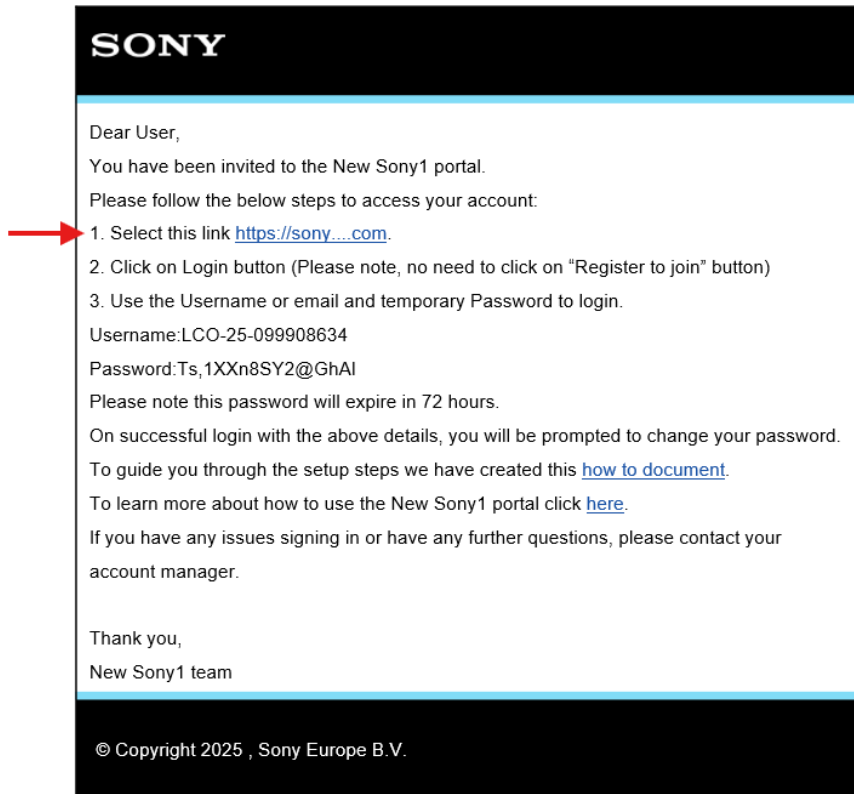 SONY
Dear User,
You have been invited to the New Sony1 portal.
Please follow the below steps to access your account:
1. Select this link https://sony....com.
2. Click on Login button (Please note, no need to click on “Register to join” button)
3. Use the Username or email and temporary Password to login.
Username:LCO-25-099908634
Password:Ts,1XXn8SY2@GhAI
Please note this password will expire in 72 hours.
On successful login with the above details, you will be prompted to change your password.
To guide you through the setup steps we have created this how to document.
To learn more about how to use the New Sony1 portal click here.
If you have any issues signing in or have any further questions, please contact your
account manager.
Thank you,
New Sony1 team
© Copyright 2025 , Sony Europe B.V.